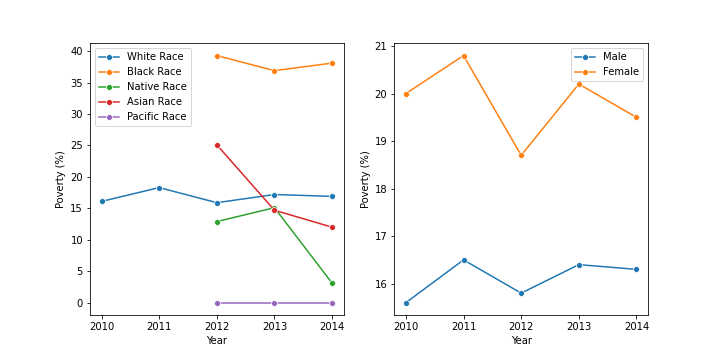 White Race
Black Race
Native Race
Asian Race
Pacific Race
40
35
30
25
20
15
10
5
0
Poverty (%)
2010 2011 2012 2013 2014
Year
Male
Female
21
20
19
18
17
16
Poverty (%)
2010 2011 2012 2013 2014
Year